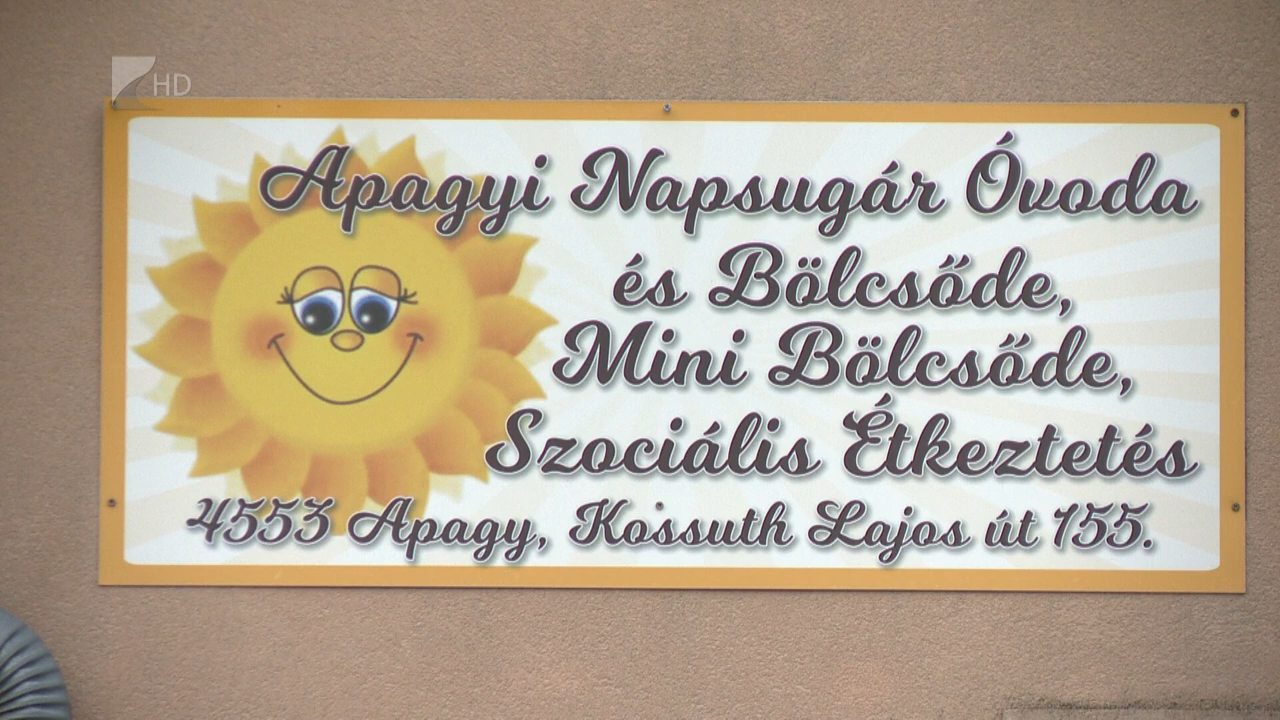 HD
Apagyi Napsugár Óvoda
és Bölcsőde,
Mini Bölcsőde,
Szociális Étkeztetés
4553 Apagy, Kossuth Lajos út 155.